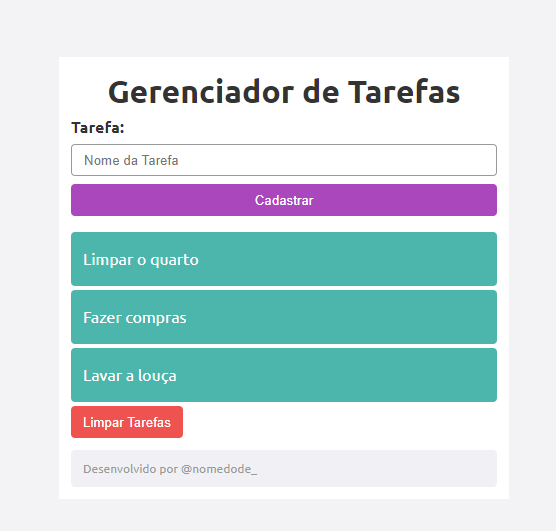 Gerenciador de Tarefas
Tarefa:
Nome da Tarefa
Cadastrar
Limpar o quarto
Fazer compras
Lavar a louça
Limpar Tarefas
Desenvolvido por @nomedode_